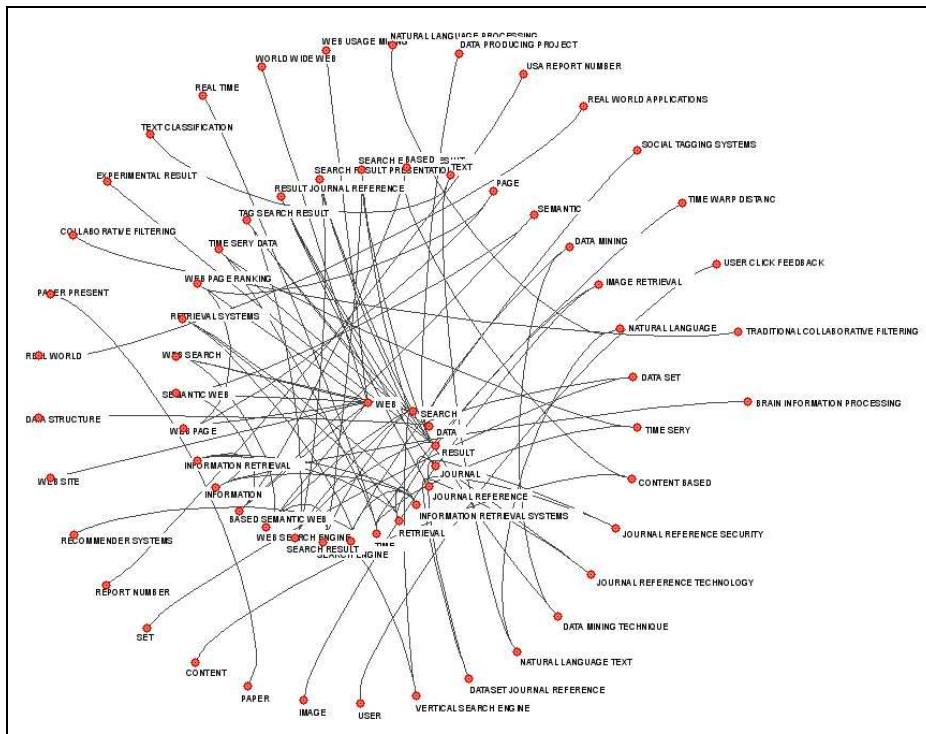 NATURAL LANGUAGE PROCESSING
WEB USAGE MINING
DATA PRODUCING PROJECT
WORLD WIDE WEB
USA REPORT NUMBER
REAL TIME
REAL WORLD APPLICATIONS
TEXT CLASSIFICATION
SOCIAL TAGGING SYSTEMS
SEARCH
BASED
SEARCH RESULT PRESENTATION
TEXT
EXPERIMENTAL RESULT
RESULT JOURNAL REFERENCE
PAGE
TIME WARP DISTANC
TAG SEARCH RESULT
SEMANTIC
COLLABORATIVE FILTERING
TIME SERY DATA
DATA MINING
USER CLICK FEEDBACK
WEB PAGE RANKING
IMAGE RETRIEVAL
PAPER PRESENT
RETRIEVAL SYSTEMS
NATURAL LANGUAGE
TRADITIONAL COLLABORATIVE FILTERING
REAL WORLD
WEB SEARCH
DATA SET
SEMANTIC WEB
WEB
BRAIN INFORMATION PROCESSING
SEARCH
DATA STRUCTURE
WEB PAGE
DATA
TIME SERY
RESULT
INFORMATION RETRIEVAL
JOURNAL
WEB SITE
CONTENT BASED
INFORMATION
JOURNAL REFERENCE
INFORMATION RETRIEVAL SYSTEMS
BASED SEMANTIC WEB
JOURNAL REFERENCE SECURITY
RECOMMENDER SYSTEMS
WEB SEARCH ENGINE
RETRIEVAL
TIME
SEARCH RESULT
SEARCH ENGINE
REPORT NUMBER
JOURNAL REFERENCE TECHNOLOGY
DATA MINING TECHNIQUE
SET
NATURAL LANGUAGE TEXT
CONTENT
DATASET JOURNAL REFERENCE
PAPER
IMAGE
USER
VERTICAL SEARCH ENGINE